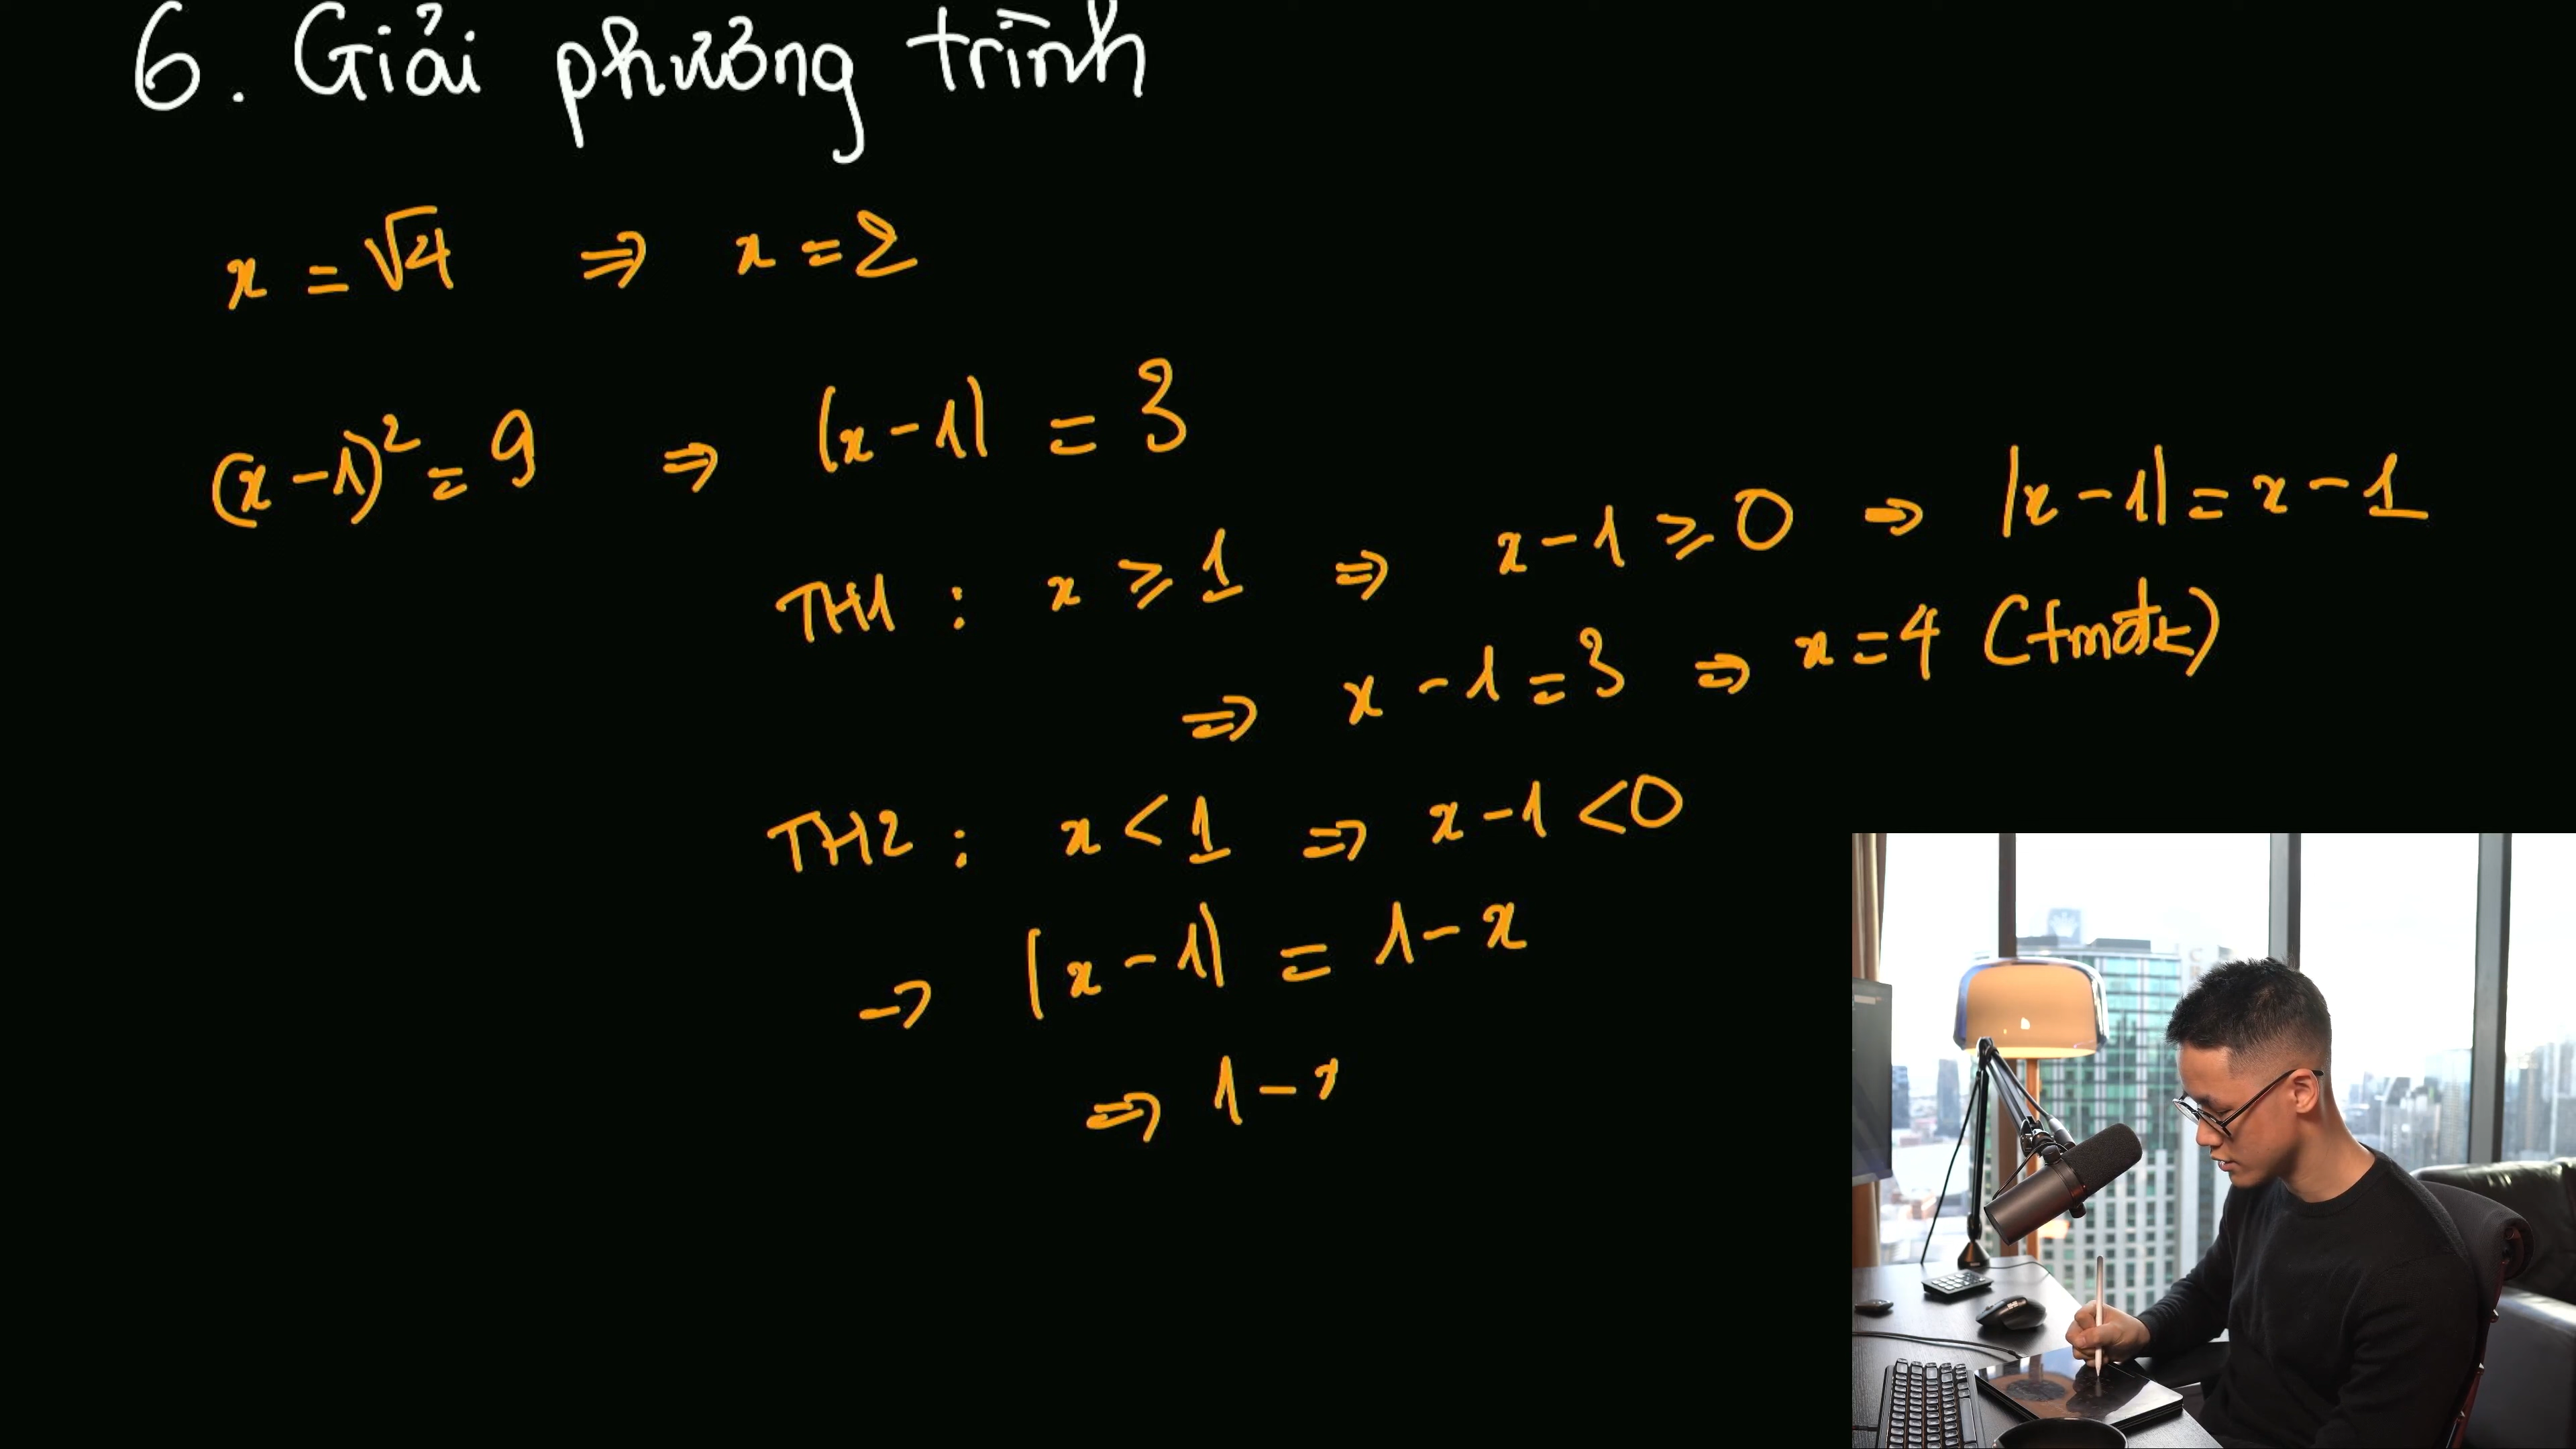 6. Giải phương trình
x = √4 ⇒ x = 2
(x - 1)² = 9 ⇒ |x - 1| = 3
TH1 : x ≥ 1 ⇒ x - 1 ≥ 0 ⇒ |x - 1| = x - 1
⇒ x - 1 = 3 ⇒ x = 4 (tmđk)
TH2 : x < 1 ⇒ x - 1 < 0
→ |x - 1| = 1 - x
⇒ 1 -